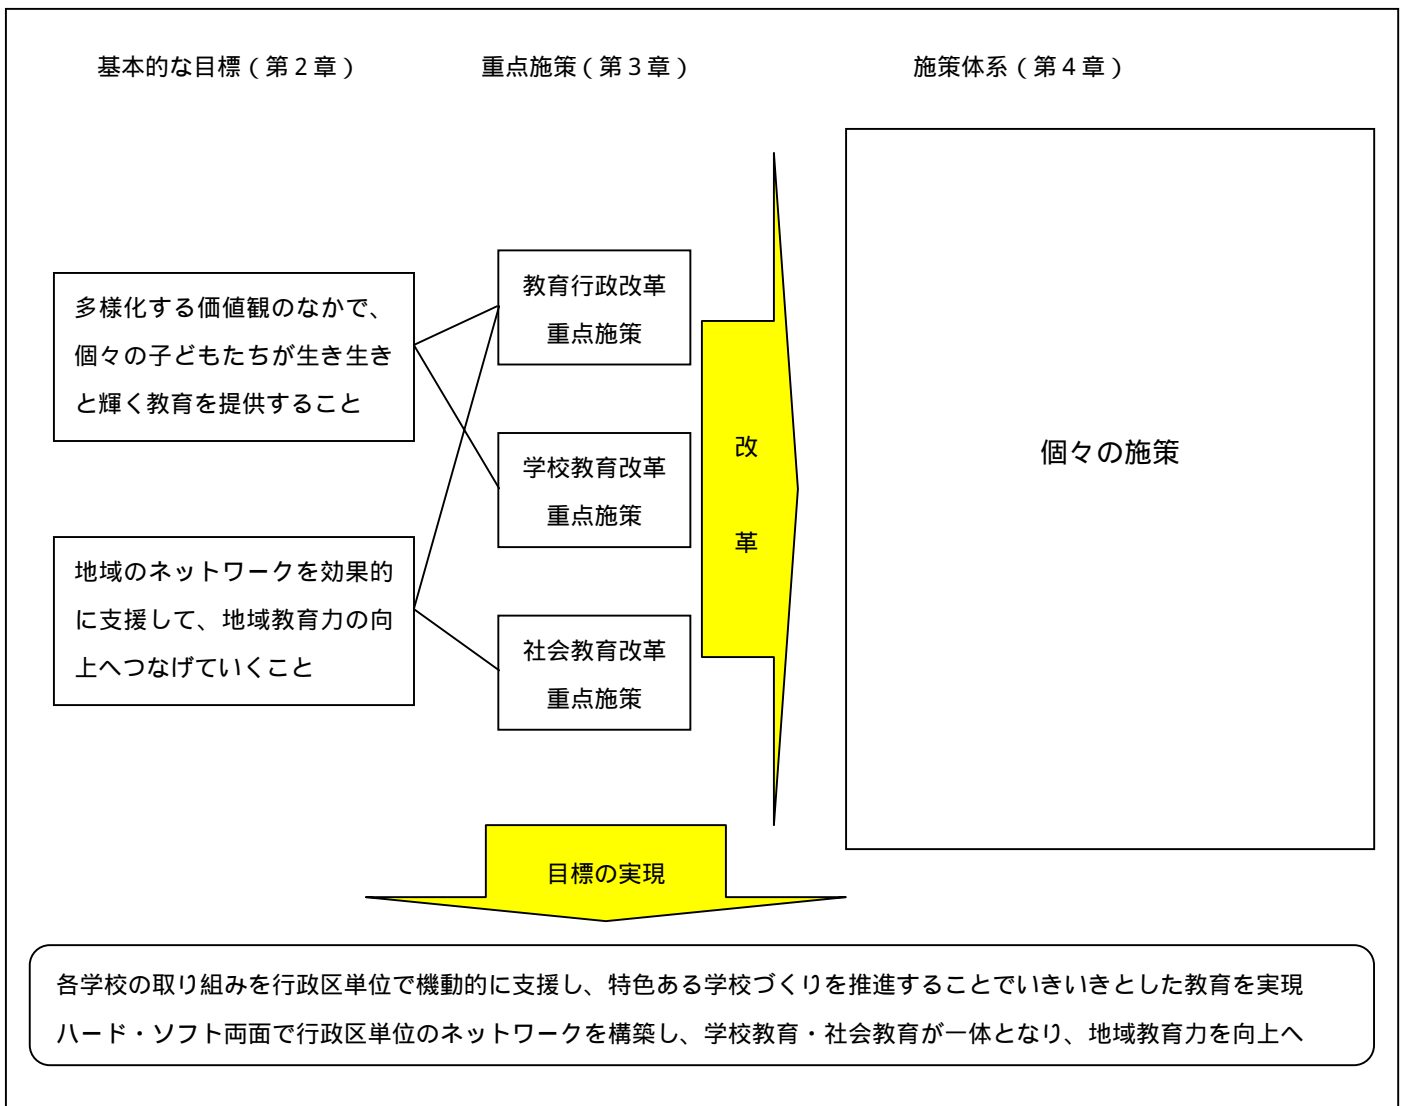 基本的な目標（第２章）
重点施策（第３章）
施策体系（第４章）
多様化する価値観のなかで、
個々の子どもたちが生き生き
と輝く教育を提供すること
地域のネットワークを効果的
に支援して、地域教育力の向
上へつなげていくこと
教育行政改革
重点施策
学校教育改革
重点施策
社会教育改革
重点施策
改
革
個々の施策
目標の実現
各学校の取り組みを行政区単位で機動的に支援し、特色ある学校づくりを推進することでいきいきとした教育を実現
ハード・ソフト両面で行政区単位のネットワークを構築し、学校教育・社会教育が一体となり、地域教育力を向上へ